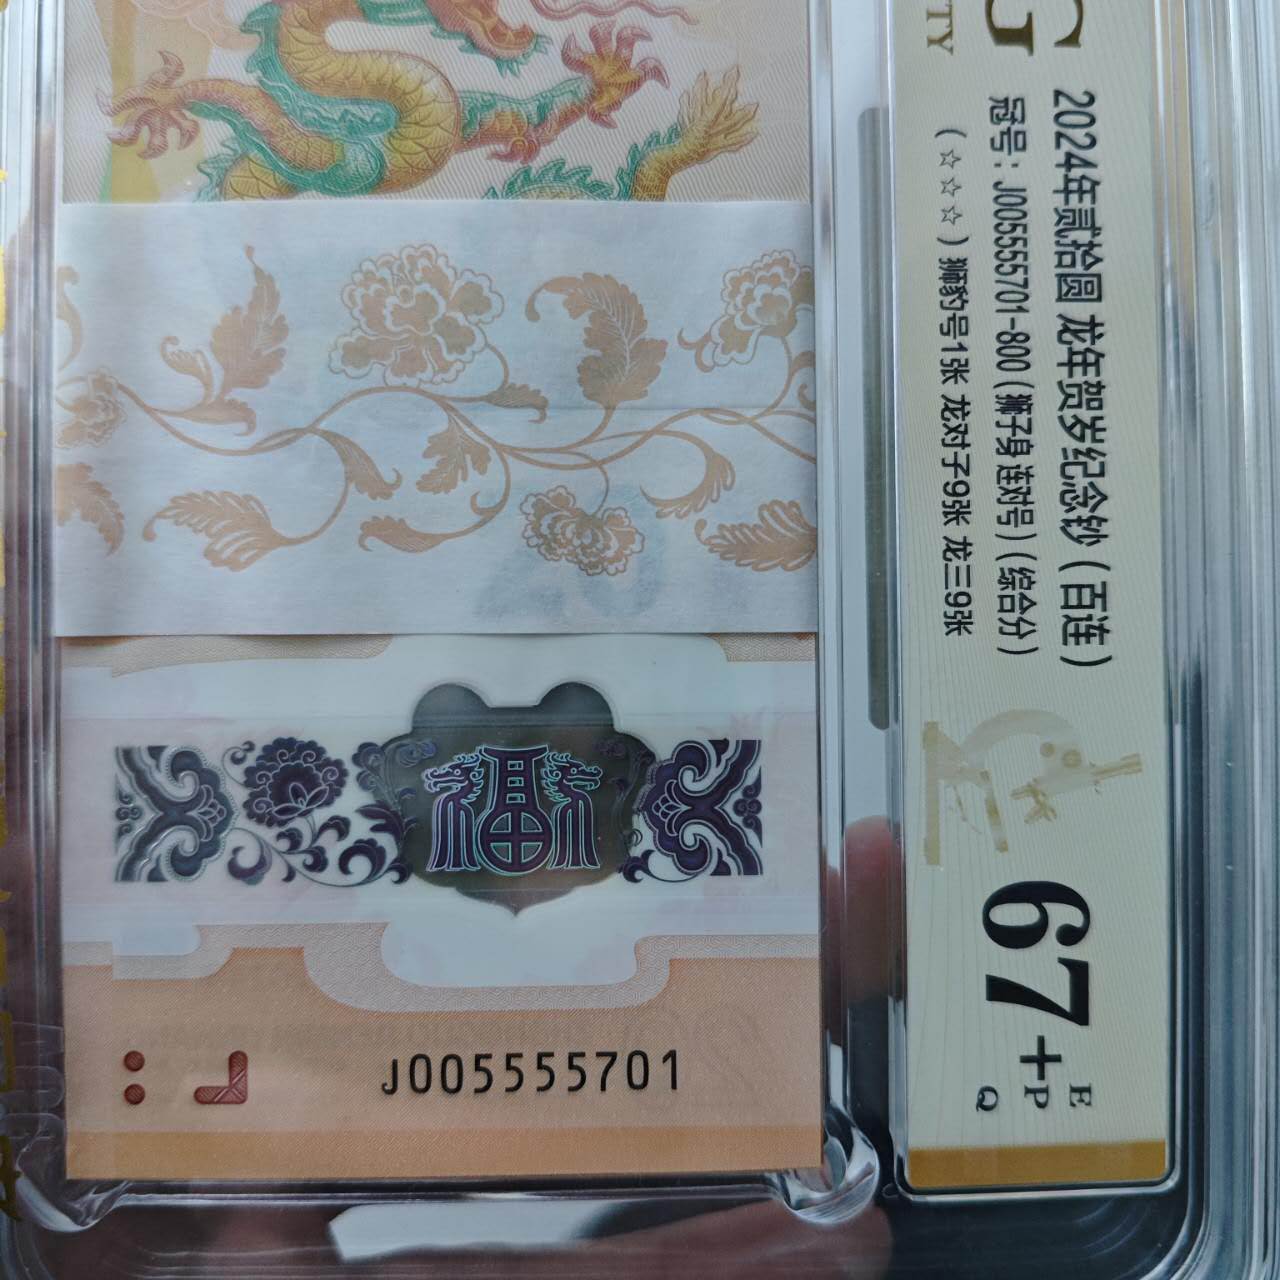 G
TY
2024年贰拾圆 龙年贺岁纪念钞（百连）
冠号：J005555701-800（狮子身 连对号）（综合分）
（☆☆☆）狮豹号1张 龙对子9张 龙三9张
67+
E
P
Q
福
J005555701